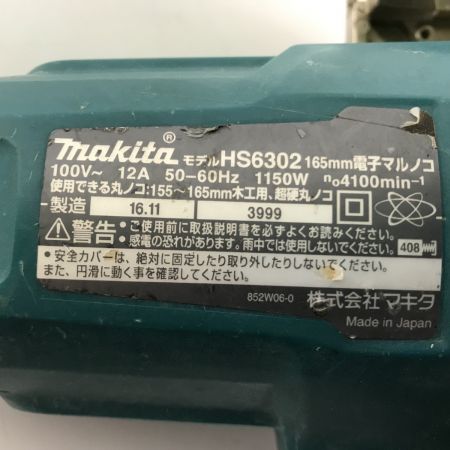 makita® モデルHS6302 165mm電子マルノコ
100V~ 12A 50-60Hz 1150W n₀4100min⁻¹
使用できる丸ノコ:155~165mm木工用、超硬丸ノコ
製造 16.11 3999
警告:ご使用前に取扱説明書を必ずよくお読みください。
感電の恐れがあります。雨中では使用しないでください。 408
・安全カバーは、絶対に固定したり取り外したりしないでください。
また、円滑に動く事を確認してください。
852W06-0 株式会社 マキタ
Made in Japan